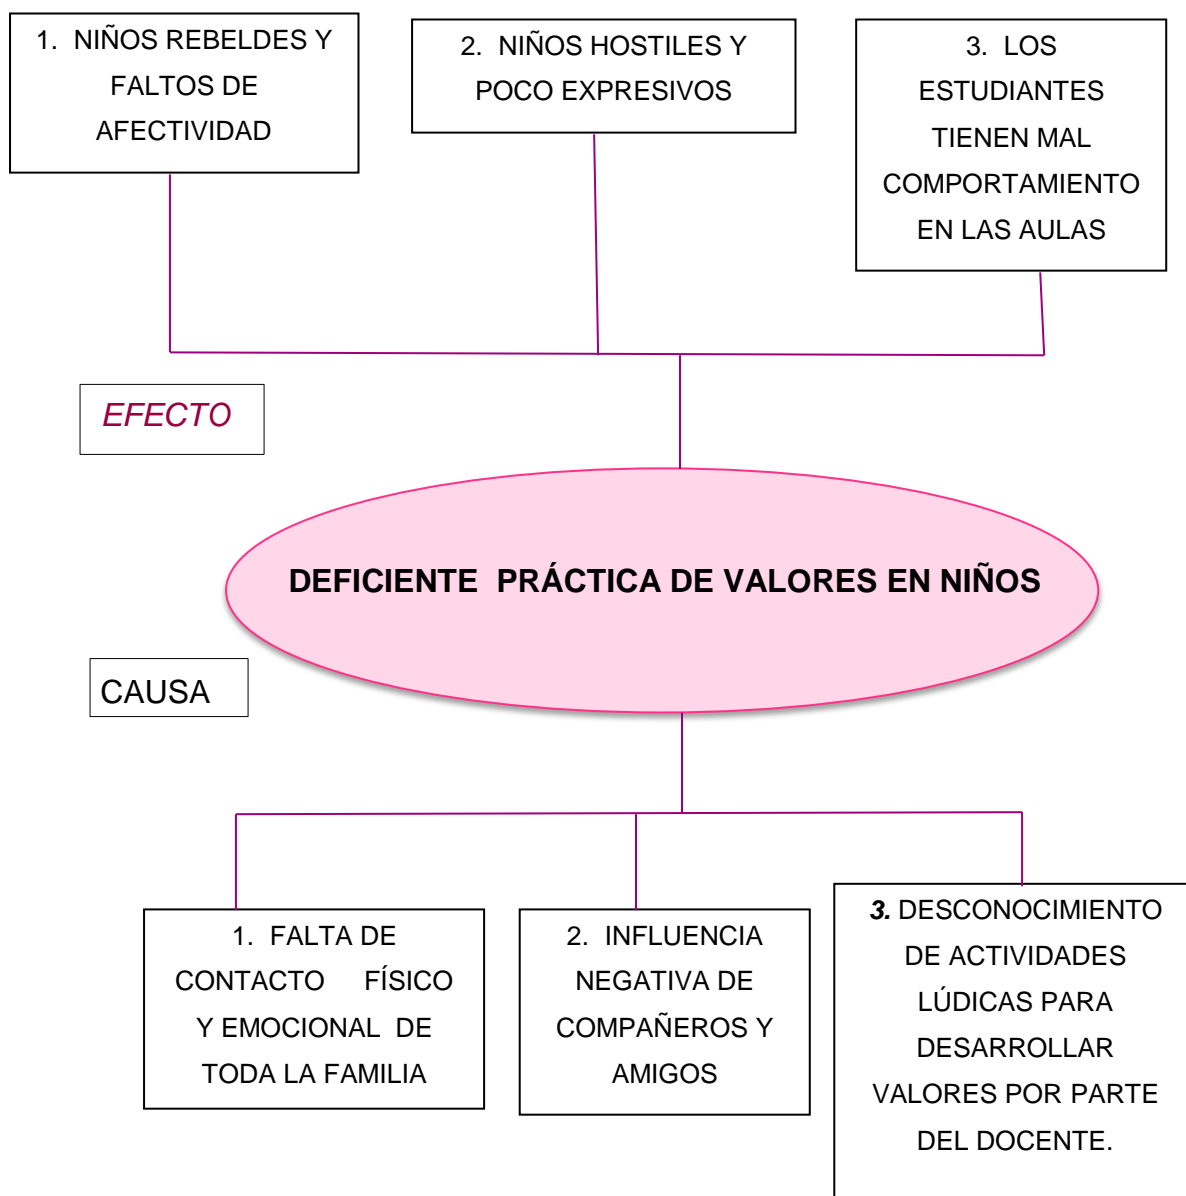 1. NIÑOS REBELDES Y
FALTOS DE
AFECTIVIDAD
2. NIÑOS HOSTILES Y
POCO EXPRESIVOS
3. LOS
ESTUDIANTES
TIENEN MAL
COMPORTAMIENTO
EN LAS AULAS
EFECTO
DEFICIENTE PRÁCTICA DE VALORES EN NIÑOS
CAUSA
1. FALTA DE
CONTACTO FÍSICO
Y EMOCIONAL DE
TODA LA FAMILIA
2. INFLUENCIA
NEGATIVA DE
COMPAÑEROS Y
AMIGOS
3. DESCONOCIMIENTO
DE ACTIVIDADES
LÚDICAS PARA
DESARROLLAR
VALORES POR PARTE
DEL DOCENTE.